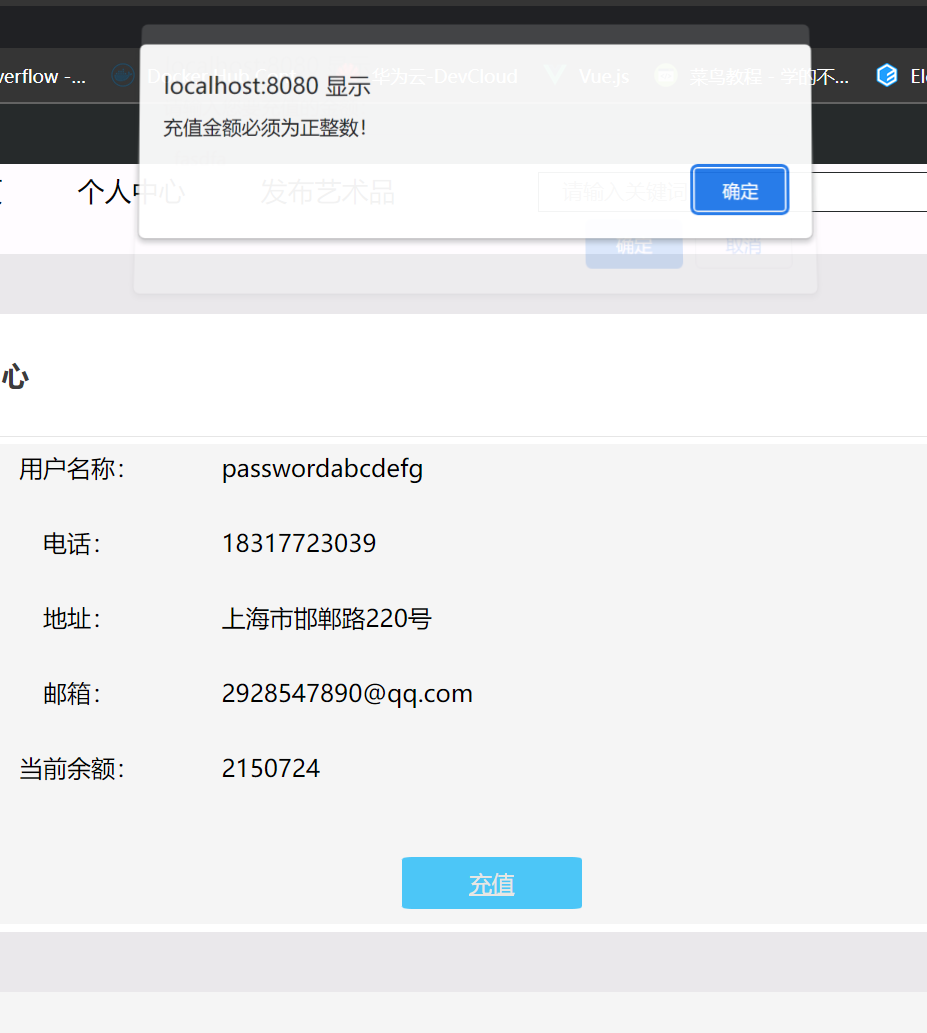 verflow -...
Docker Hub
华为云-DevCloud
Vue.js
菜鸟教程 - 学的不...
El
localhost:8080 显示
充值金额必须为正整数！
确定
个人中心
发布艺术品
请输入关键词
确定
取消
心
用户名称：
passwordabcdefg
电话：
18317723039
地址：
上海市邯郸路220号
邮箱：
2928547890@qq.com
当前余额：
2150724
充值